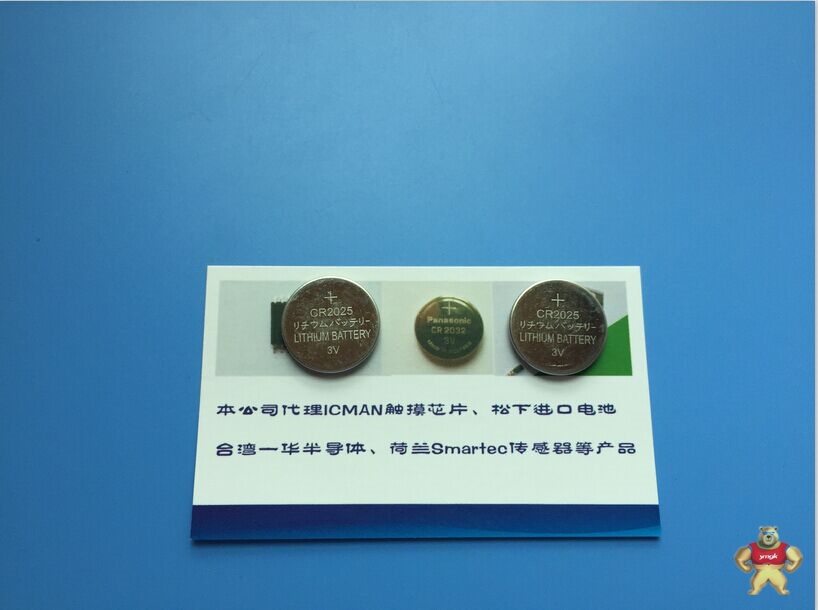 CR2025
リチウムバッテリー
LITHIUM BATTERY
3V
Panasonic
CR2032
3V
CR2025
リチウムバッテリー
LITHIUM BATTERY
3V
本公司代理ICMAN触摸芯片、松下进口电池
台湾一华半导体、荷兰Smartec传感器等产品
ymgk